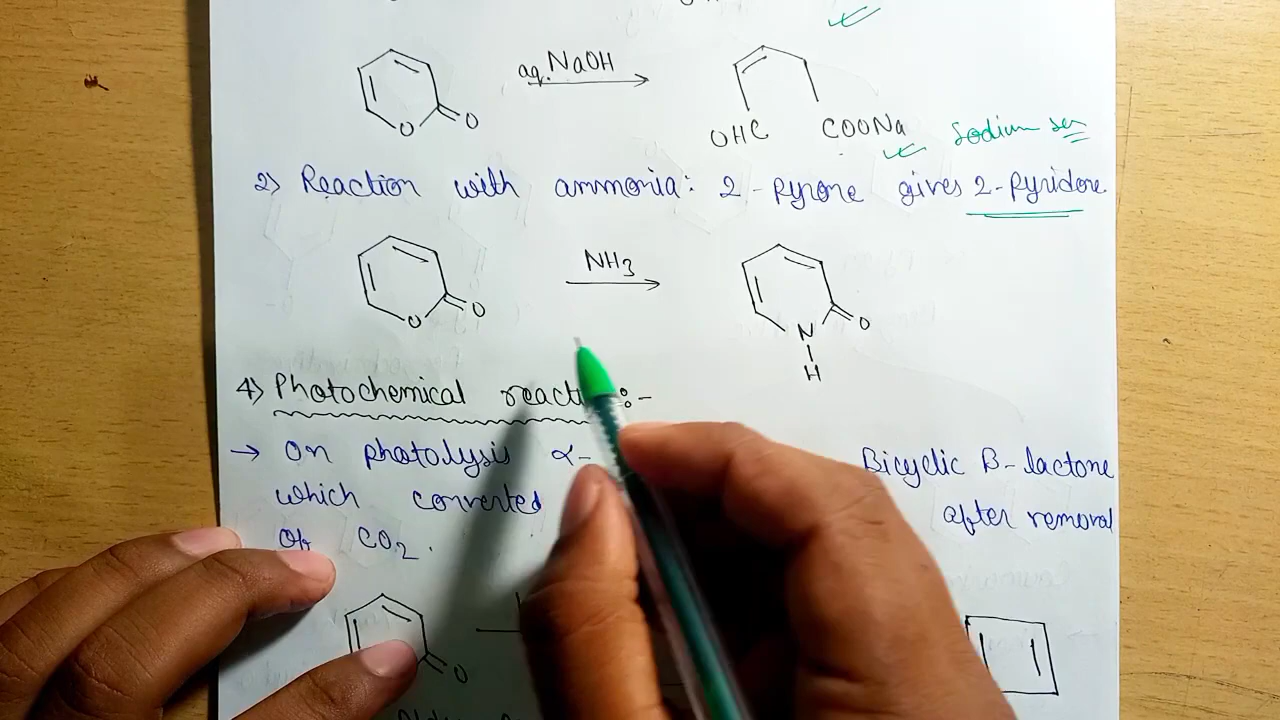 aq. NaOH
O
O
OHC COONa Sodium
2) Reaction with ammonia: 2-Pyrone gives 2-Pyridone
NH3
O
O
N
O
H
4) Photochemical :-
→ On photolysis α- Bicyclic B-lactone
which converted after removal
of CO2.
O